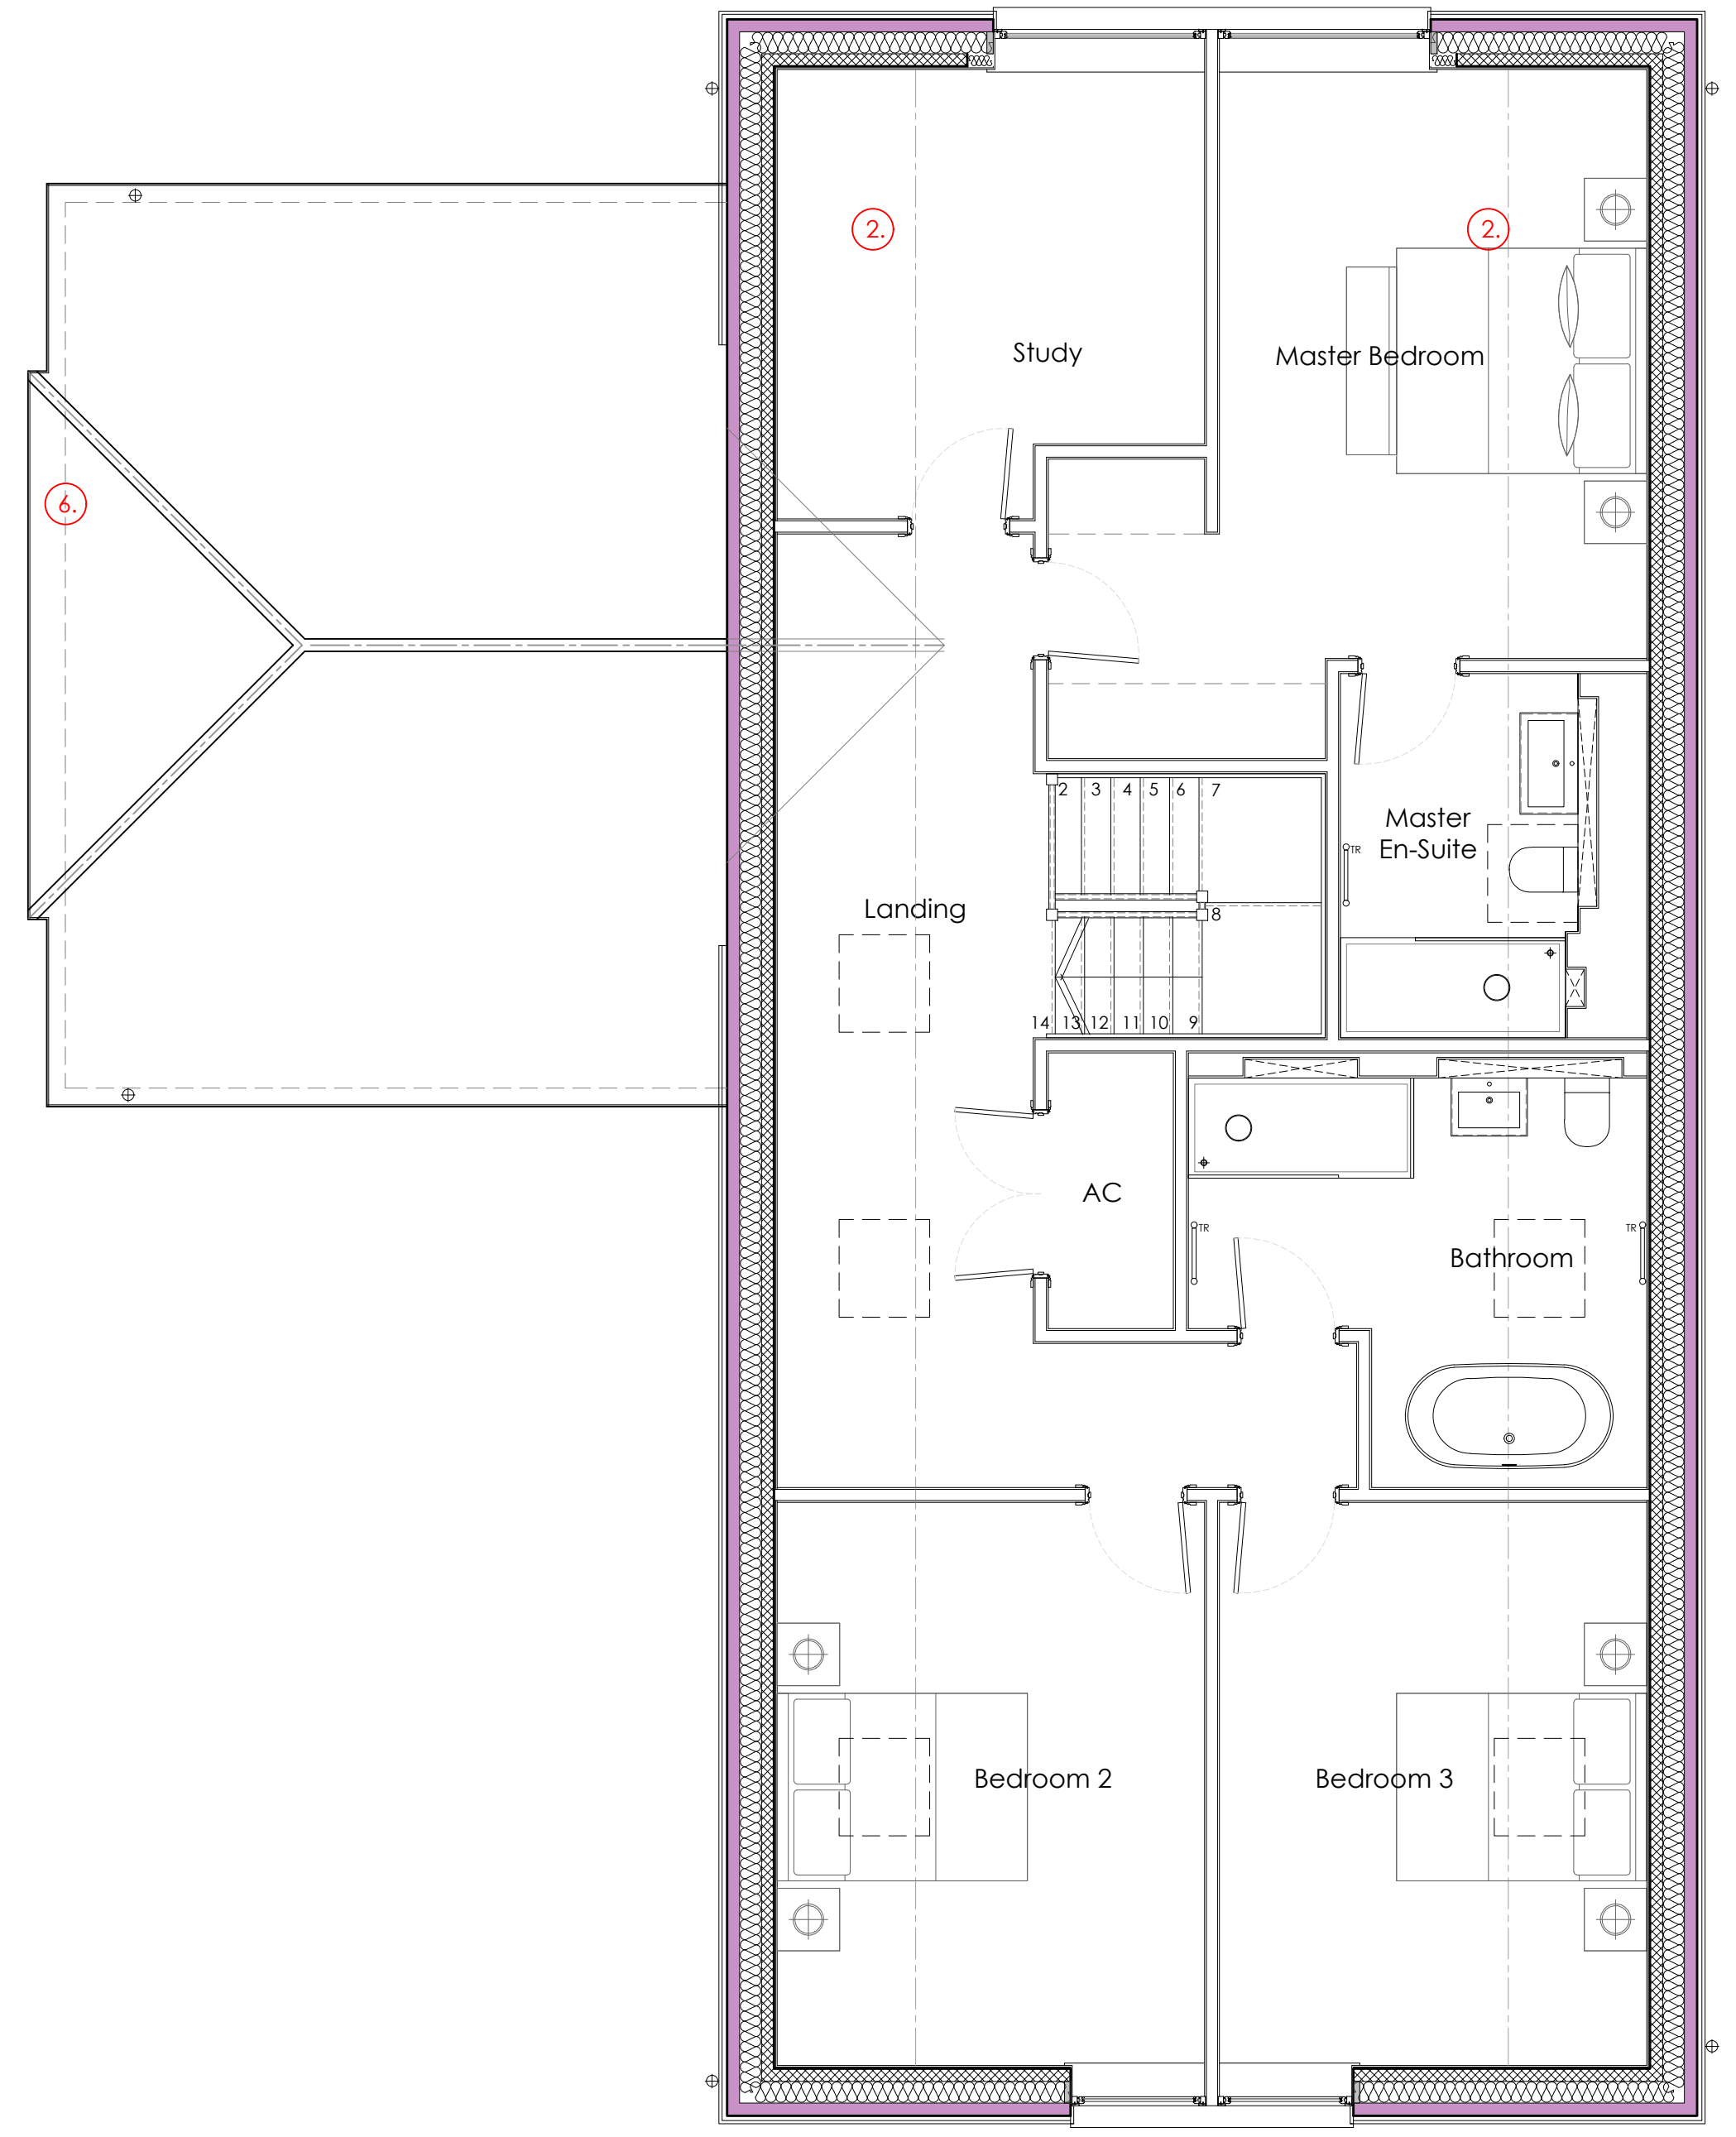 2.
2.
Study
Master Bedroom
6.
2 3 4 5 6 7
Master
En-Suite
TR
Landing
8
14 13 12 11 10 9
AC
TR
TR
Bathroom
Bedroom 2
Bedroom 3